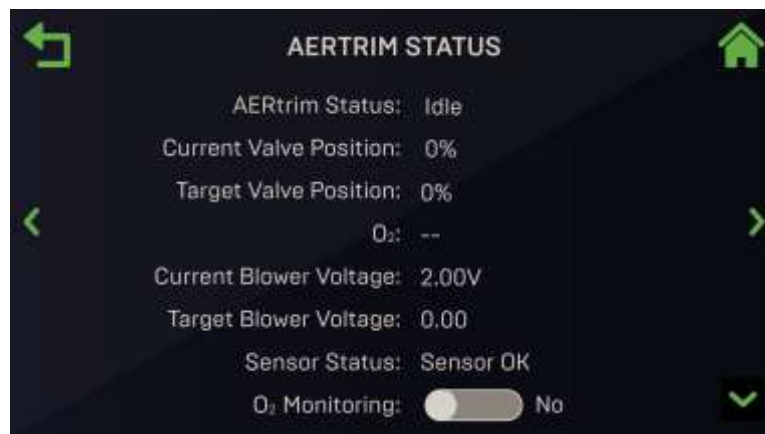 AERTRIM STATUS
AERtrim Status: Idle
Current Valve Position: 0%
Target Valve Position: 0%
O₂: --
Current Blower Voltage: 2.00V
Target Blower Voltage: 0.00
Sensor Status: Sensor OK
O₂ Monitoring: No